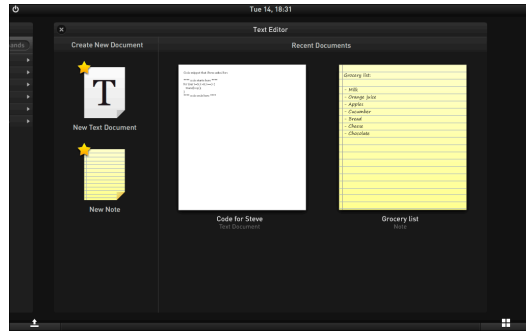 Tue 14, 18:31
Text Editor
Create New Document
Recent Documents
T
New Text Document
New Note
Grocery list:
- Milk
- Orange juice
- Apples
- Cucumber
- Bread
- Cheese
- Chocolate
Code for Steve
Text Document
Grocery list
Note